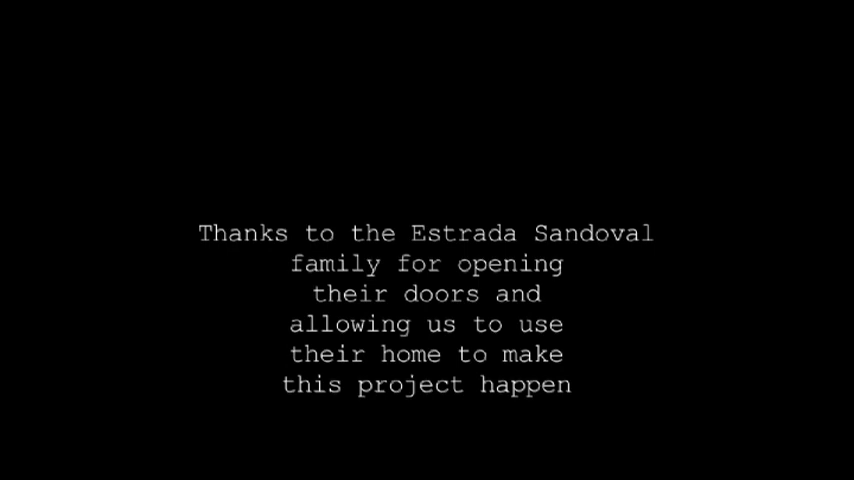 Thanks to the Estrada Sandoval
family for opening
their doors and
allowing us to use
their home to make
this project happen